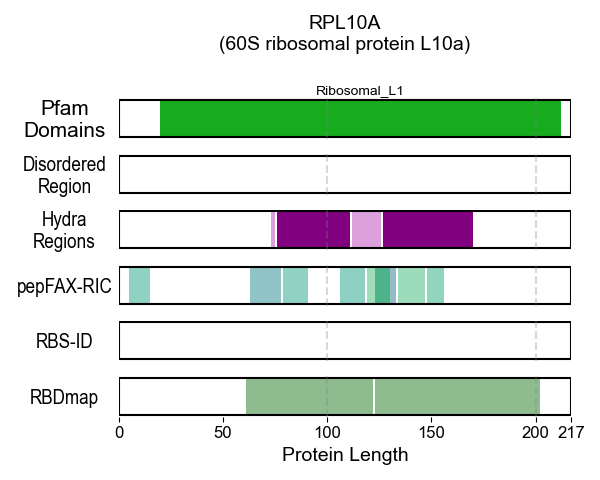 RPL10A
(60S ribosomal protein L10a)
Ribosomal_L1
Pfam
Domains
Disordered
Region
Hydra
Regions
pepFAX-RIC
RBS-ID
RBDmap
0 50 100 150 200 217
Protein Length